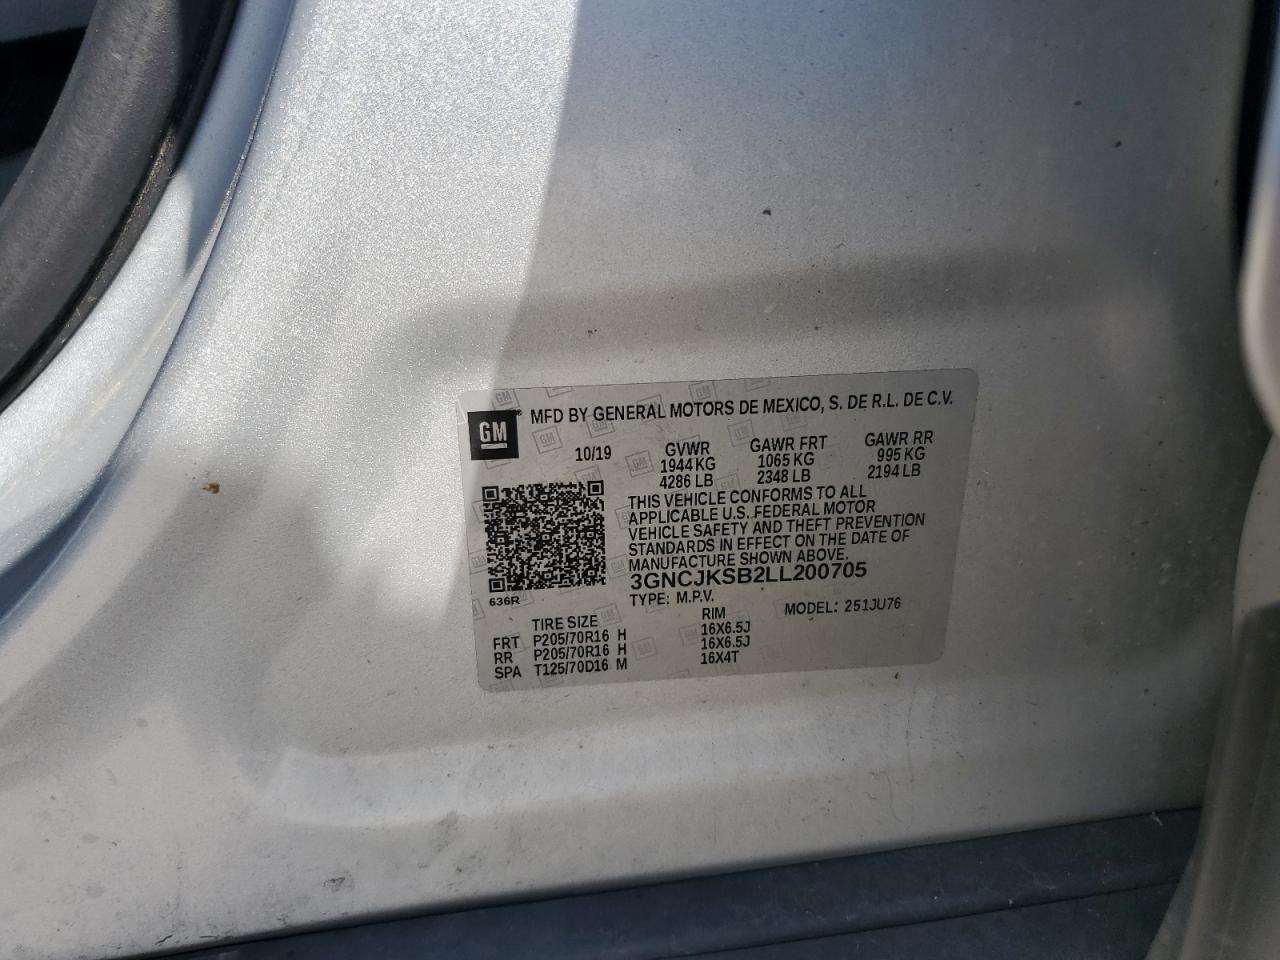 GM MFD BY GENERAL MOTORS DE MEXICO, S. DE R.L. DE C.V.
10/19 GVWR GAWR FRT GAWR RR
1944 KG 1065 KG 995 KG
4286 LB 2348 LB 2194 LB
THIS VEHICLE CONFORMS TO ALL
APPLICABLE U.S. FEDERAL MOTOR
VEHICLE SAFETY AND THEFT PREVENTION
STANDARDS IN EFFECT ON THE DATE OF
MANUFACTURE SHOWN ABOVE.
3GNCJKSB2LL200705
636R TYPE: M.P.V. MODEL: 251JU76
TIRE SIZE RIM
FRT P205/70R16 H 16X6.5J
RR P205/70R16 H 16X6.5J
SPA T125/70D16 M 16X4T